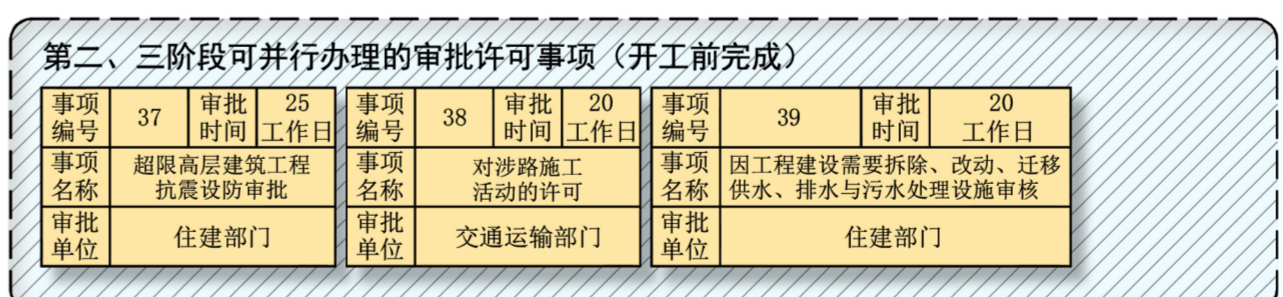 第二、三阶段可并行办理的审批许可事项（开工前完成）
事项编号 37 审批时间 25工作日
事项名称 超限高层建筑工程
抗震设防审批
审批单位 住建部门
事项编号 38 审批时间 20工作日
事项名称 对涉路施工
活动的许可
审批单位 交通运输部门
事项编号 39 审批时间 20工作日
事项名称 因工程建设需要拆除、改动、迁移
供水、排水与污水处理设施审核
审批单位 住建部门